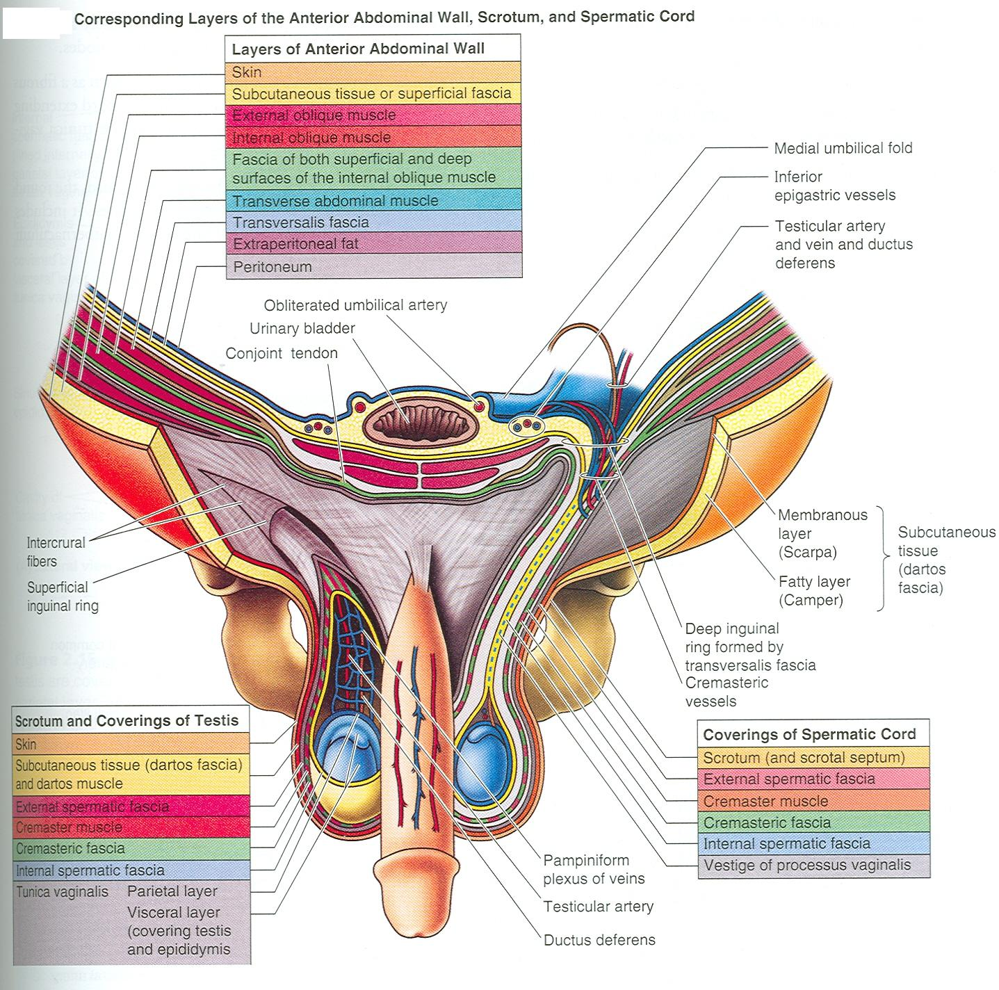 Corresponding Layers of the Anterior Abdominal Wall, Scrotum, and Spermatic Cord
Layers of Anterior Abdominal Wall
Skin
Subcutaneous tissue or superficial fascia
External oblique muscle
Internal oblique muscle
Fascia of both superficial and deep
surfaces of the internal oblique muscle
Transverse abdominal muscle
Transversalis fascia
Extraperitoneal fat
Peritoneum
Medial umbilical fold
Inferior
epigastric vessels
Testicular artery
and vein and ductus
deferens
Obliterated umbilical artery
Urinary bladder
Conjoint tendon
Intercrural
fibers
Superficial
inguinal ring
Membranous
layer
(Scarpa)
Fatty layer
(Camper)
Subcutaneous
tissue
(dartos
fascia)
Deep inguinal
ring formed by
transversalis fascia
Cremasteric
vessels
Scrotum and Coverings of Testis
Skin
Subcutaneous tissue (dartos fascia)
and dartos muscle
External spermatic fascia
Cremaster muscle
Cremasteric fascia
Internal spermatic fascia
Tunica vaginalis Parietal layer
Visceral layer
(covering testis
and epididymis
Coverings of Spermatic Cord
Scrotum (and scrotal septum)
External spermatic fascia
Cremaster muscle
Cremasteric fascia
Internal spermatic fascia
Vestige of processus vaginalis
Pampiniform
plexus of veins
Testicular artery
Ductus deferens